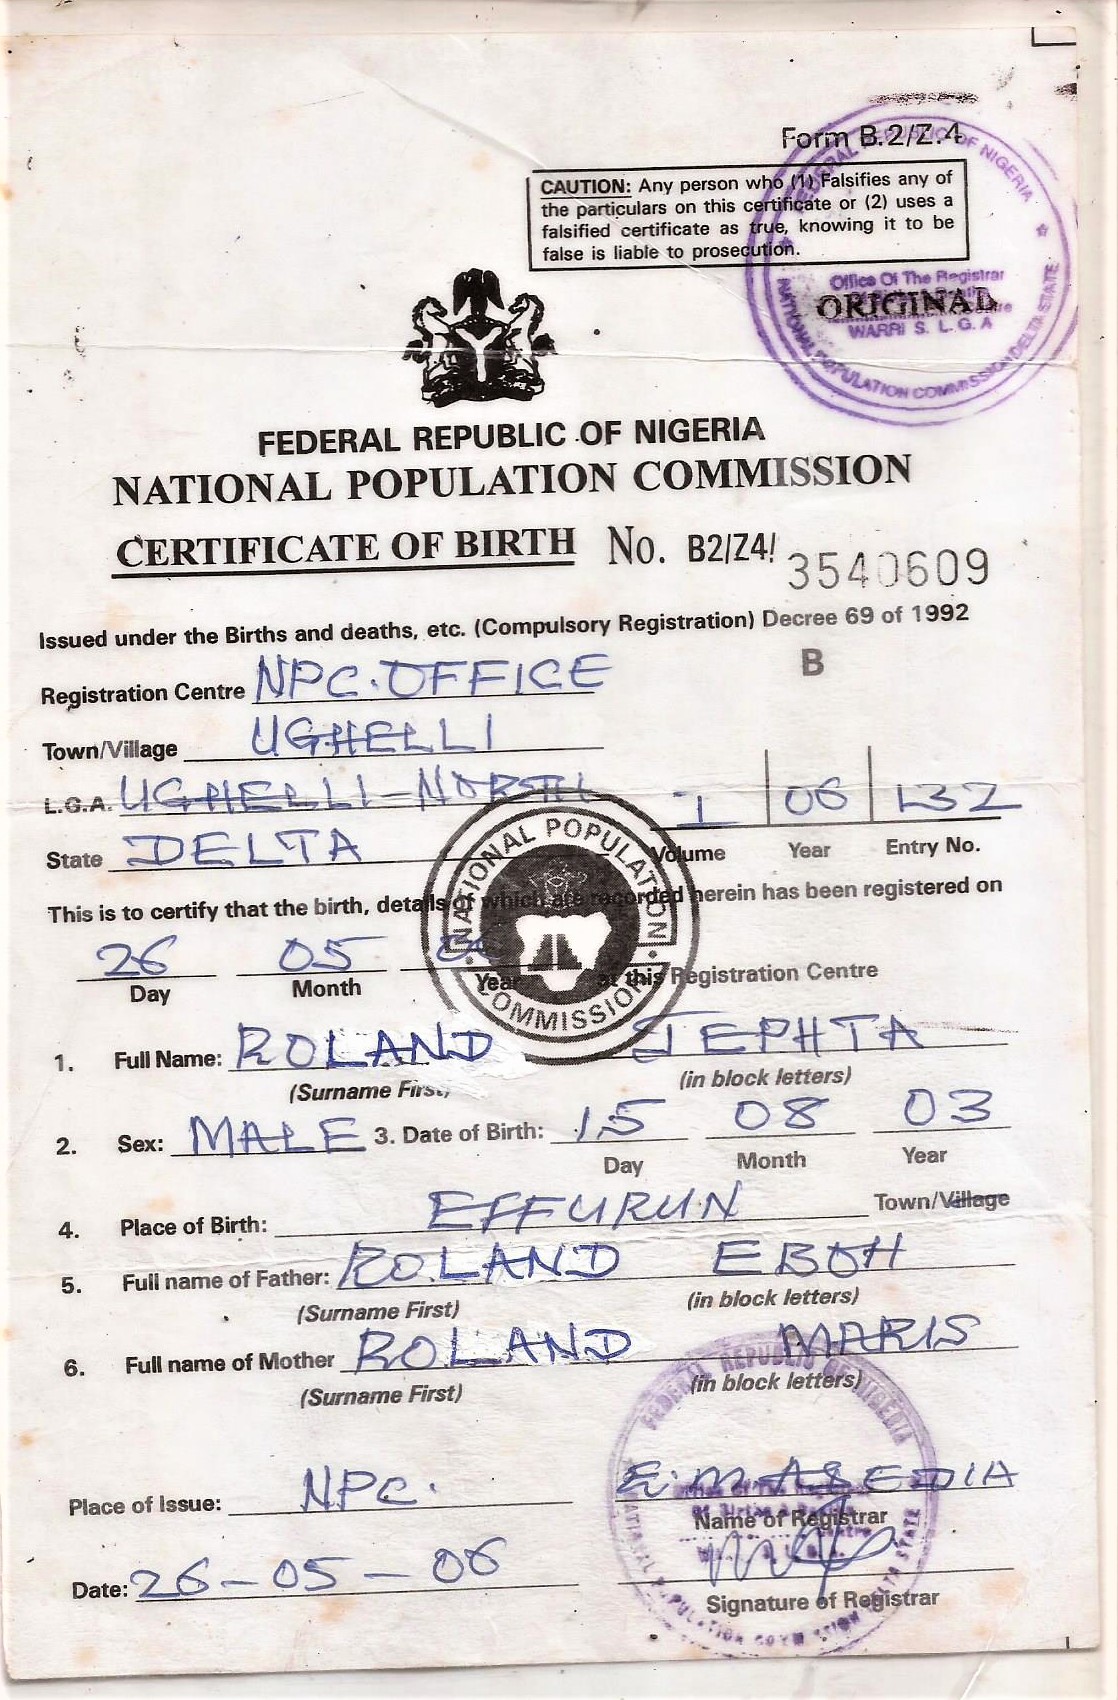 Form B.2/Z.4
CAUTION: Any person who (1) Falsifies any of
the particulars on this certificate or (2) uses a
falsified certificate as true, knowing it to be
false is liable to prosecution.
FEDERAL REPUBLIC OF NIGERIA
Office Of The Registrar
ORIGINAL
WARRI S. L.G.A
NATIONAL POPULATION COMMISSION DELTA STATE
FEDERAL REPUBLIC OF NIGERIA
NATIONAL POPULATION COMMISSION
CERTIFICATE OF BIRTH No. B2/Z4/ 3540609
Issued under the Births and deaths, etc. (Compulsory Registration) Decree 69 of 1992
Registration Centre NPC. OFFICE B
Town/Village UGHELLI
L.G.A. UGHELLI-NORTH 1 06 132
State DELTA Volume Year Entry No.
NATIONAL POPULATION COMMISSION
This is to certify that the birth, details of which are recorded herein has been registered on
26 05
Day Month Year at this Registration Centre
1. Full Name: ROLAND JEPHTA
(Surname First) (in block letters)
2. Sex: MALE 3. Date of Birth: 15 08 03
Day Month Year
4. Place of Birth: EFFURUN Town/Village
5. Full name of Father: ROLAND EBOH
(Surname First) (in block letters)
6. Full name of Mother ROLAND MARIS
(Surname First) (in block letters)
FEDERAL REPUBLIC OF NIGERIA
Place of Issue: NPC. E. MASEDIA
Name of Registrar
Date: 26-05-06
Signature of Registrar
NATIONAL POPULATION COMMISSION DELTA STATE